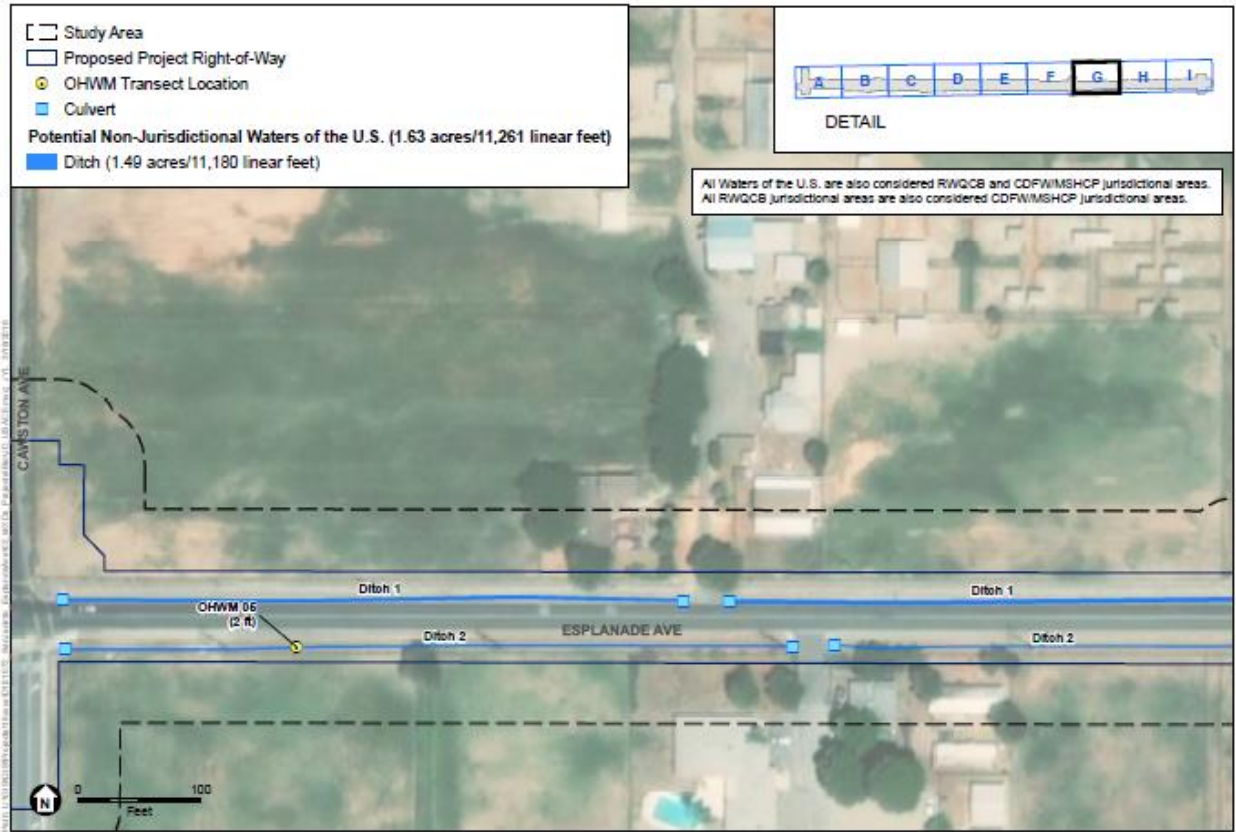 Study Area
Proposed Project Right-of-Way
OHWM Transect Location
Culvert
Potential Non-Jurisdictional Waters of the U.S. (1.63 acres/11,261 linear feet)
Ditch (1.49 acres/11,180 linear feet)
A B C D E F G H I
DETAIL
All Waters of the U.S. are also considered RWQCB and CDFW/MSHCP jurisdictional areas.
All RWQCB jurisdictional areas are also considered CDFW/MSHCP jurisdictional areas.
CAWSTON AVE
Ditch 1
Ditch 1
OHWM 05
(2 ft)
ESPLANADE AVE
Ditch 2
Ditch 2
N
0 100
Feet